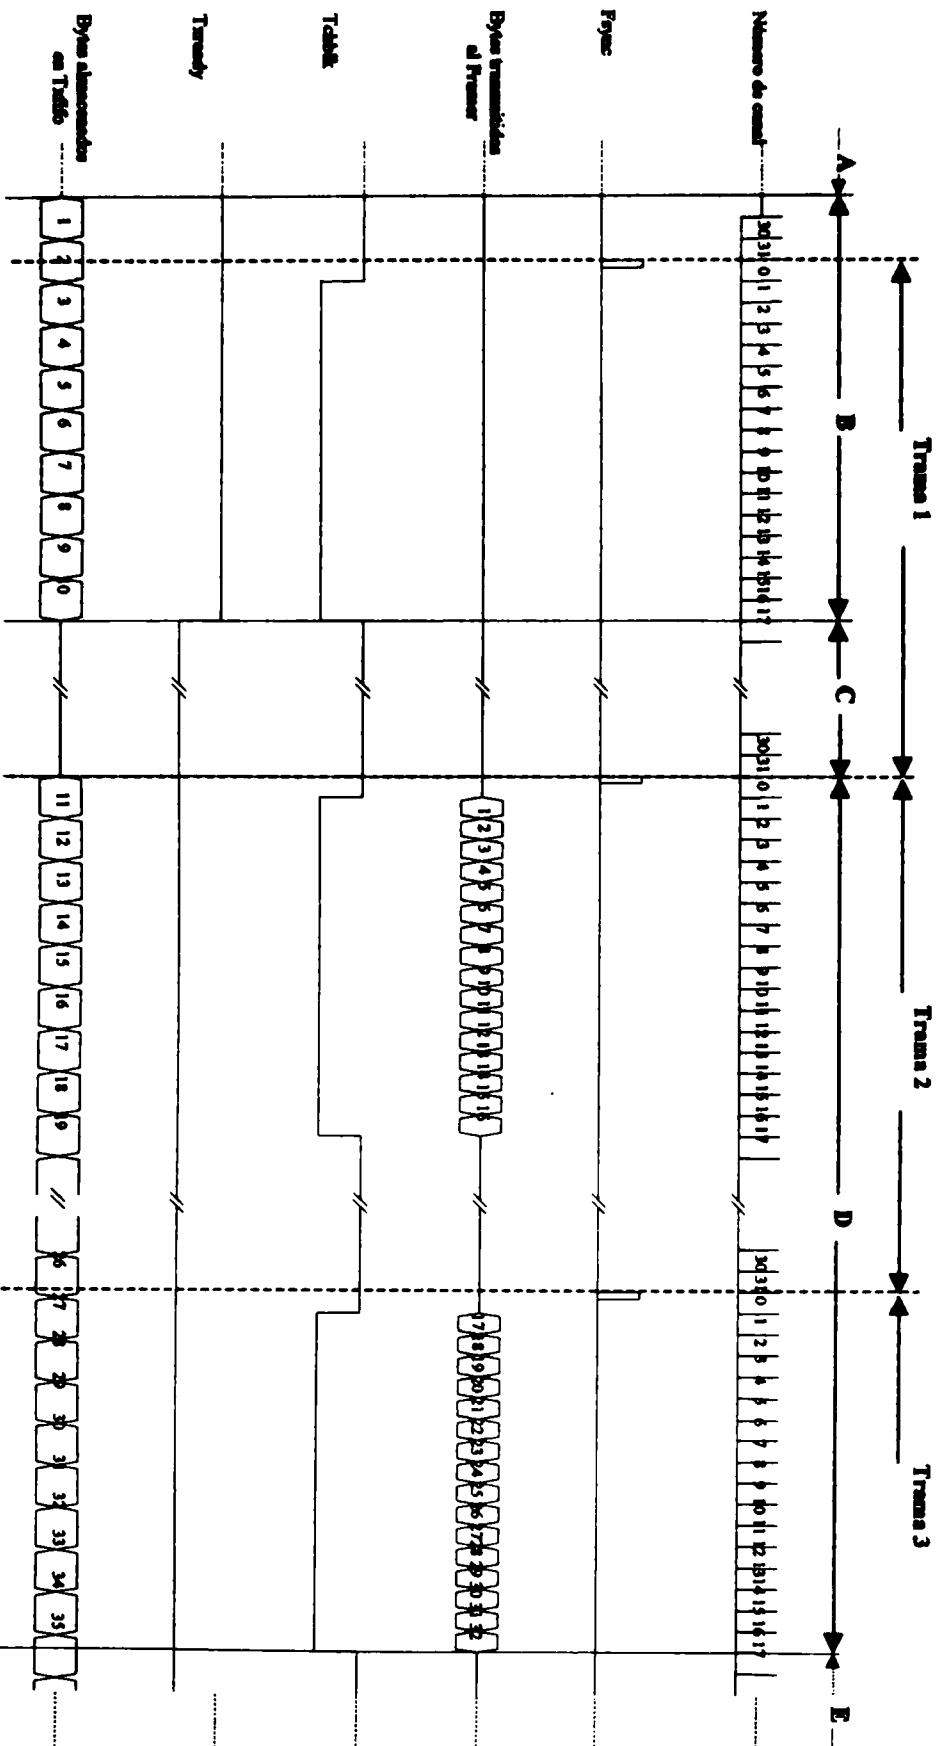 Trama 1 Trama 2 Trama 3
A B C D E
Número de canal 30 31 0 1 2 3 4 5 6 7 8 9 10 11 12 13 14 15 16 17 30 31 0 1 2 3 4 5 6 7 8 9 10 11 12 13 14 15 16 17 30 31 0 1 2 3 4 5 6 7 8 9 10 11 12 13 14 15 16 17
Fsync
Bytes transmitidos
al Framer
1 2 3 4 5 6 7 8 9 10 11 12 13 14 15 16 17 18 19 20 21 22 23 24 25 26 27 28 29 30 31 32
Tchblk
Txready
Bytes almacenados
en Txfifo
1 2 3 4 5 6 7 8 9 10 11 12 13 14 15 16 17 18 19 26 27 28 29 30 31 32 33 34 35